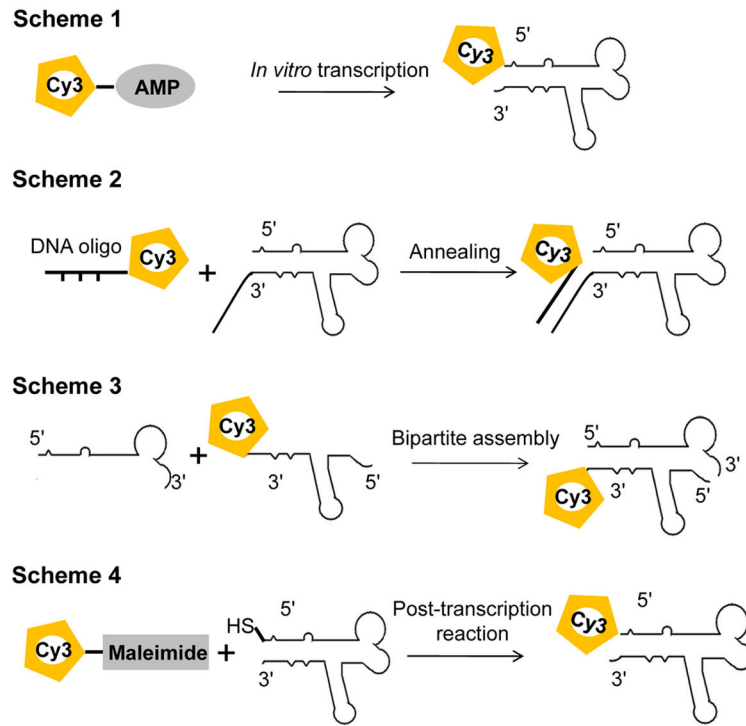 Scheme 1
Cy3 AMP In vitro transcription Cy3 5'
3'
Scheme 2
DNA oligo Cy3 + 5' 3' Annealing Cy3 5' 3'
Scheme 3
5' 3' + Cy3 3' 5' Bipartite assembly 5' 3' 5' 3' Cy3
Scheme 4
Cy3 Maleimide + HS 5' 3' Post-transcription
reaction Cy3 5' 3'